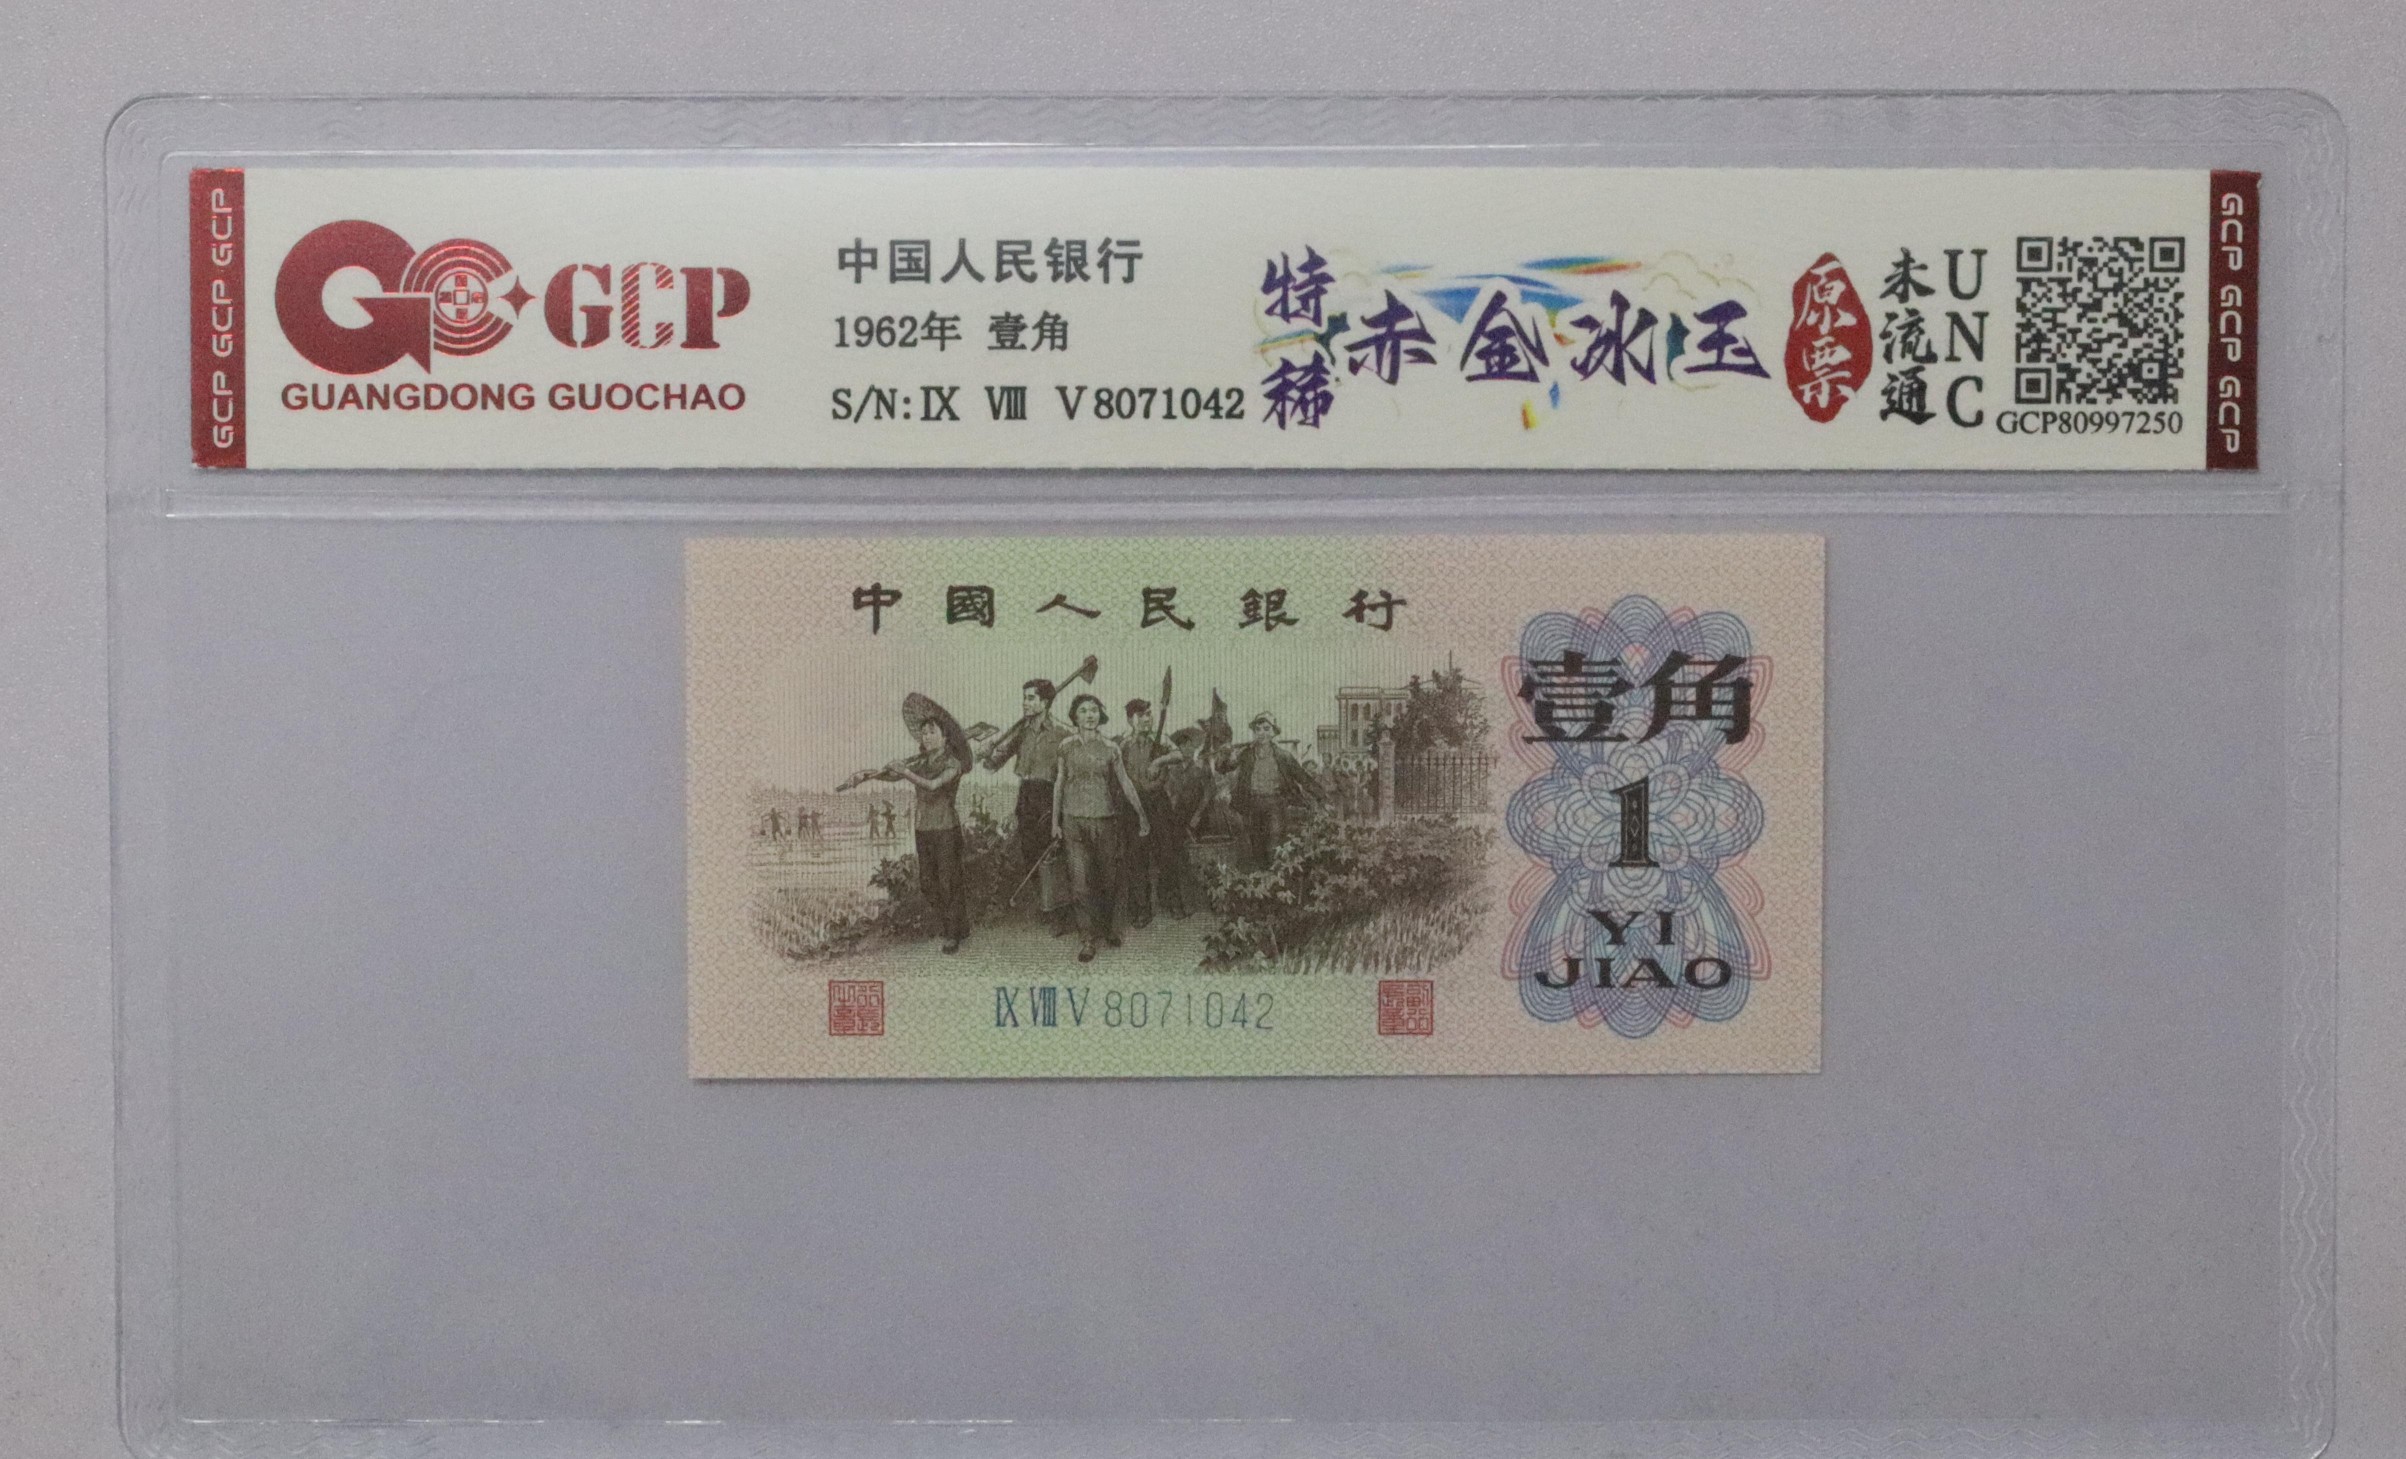 GCP GCP GCP
GCP
GUANGDONG GUOCHAO
中国人民银行
1962年 壹角
S/N: IX VIII V 8071042
特稀
赤金冰玉
原票
未流通
UNC
GCP80997250
GCP GCP GCP
中國人民銀行
壹角
1
YI
JIAO
IX VIII V 8071042